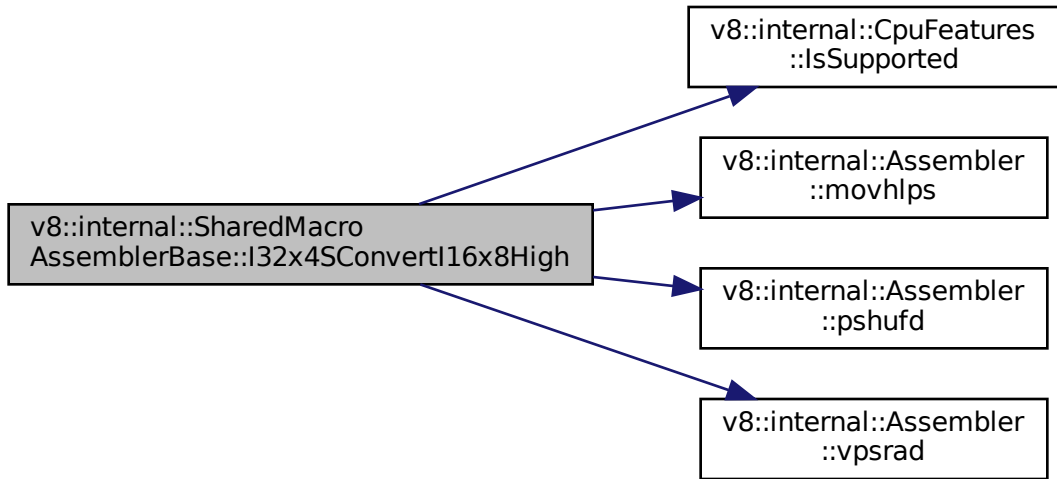 v8::internal::CpuFeatures
::IsSupported
v8::internal::Assembler
::movhlps
v8::internal::SharedMacro
AssemblerBase::I32x4SConvertI16x8High
v8::internal::Assembler
::pshufd
v8::internal::Assembler
::vpsrad